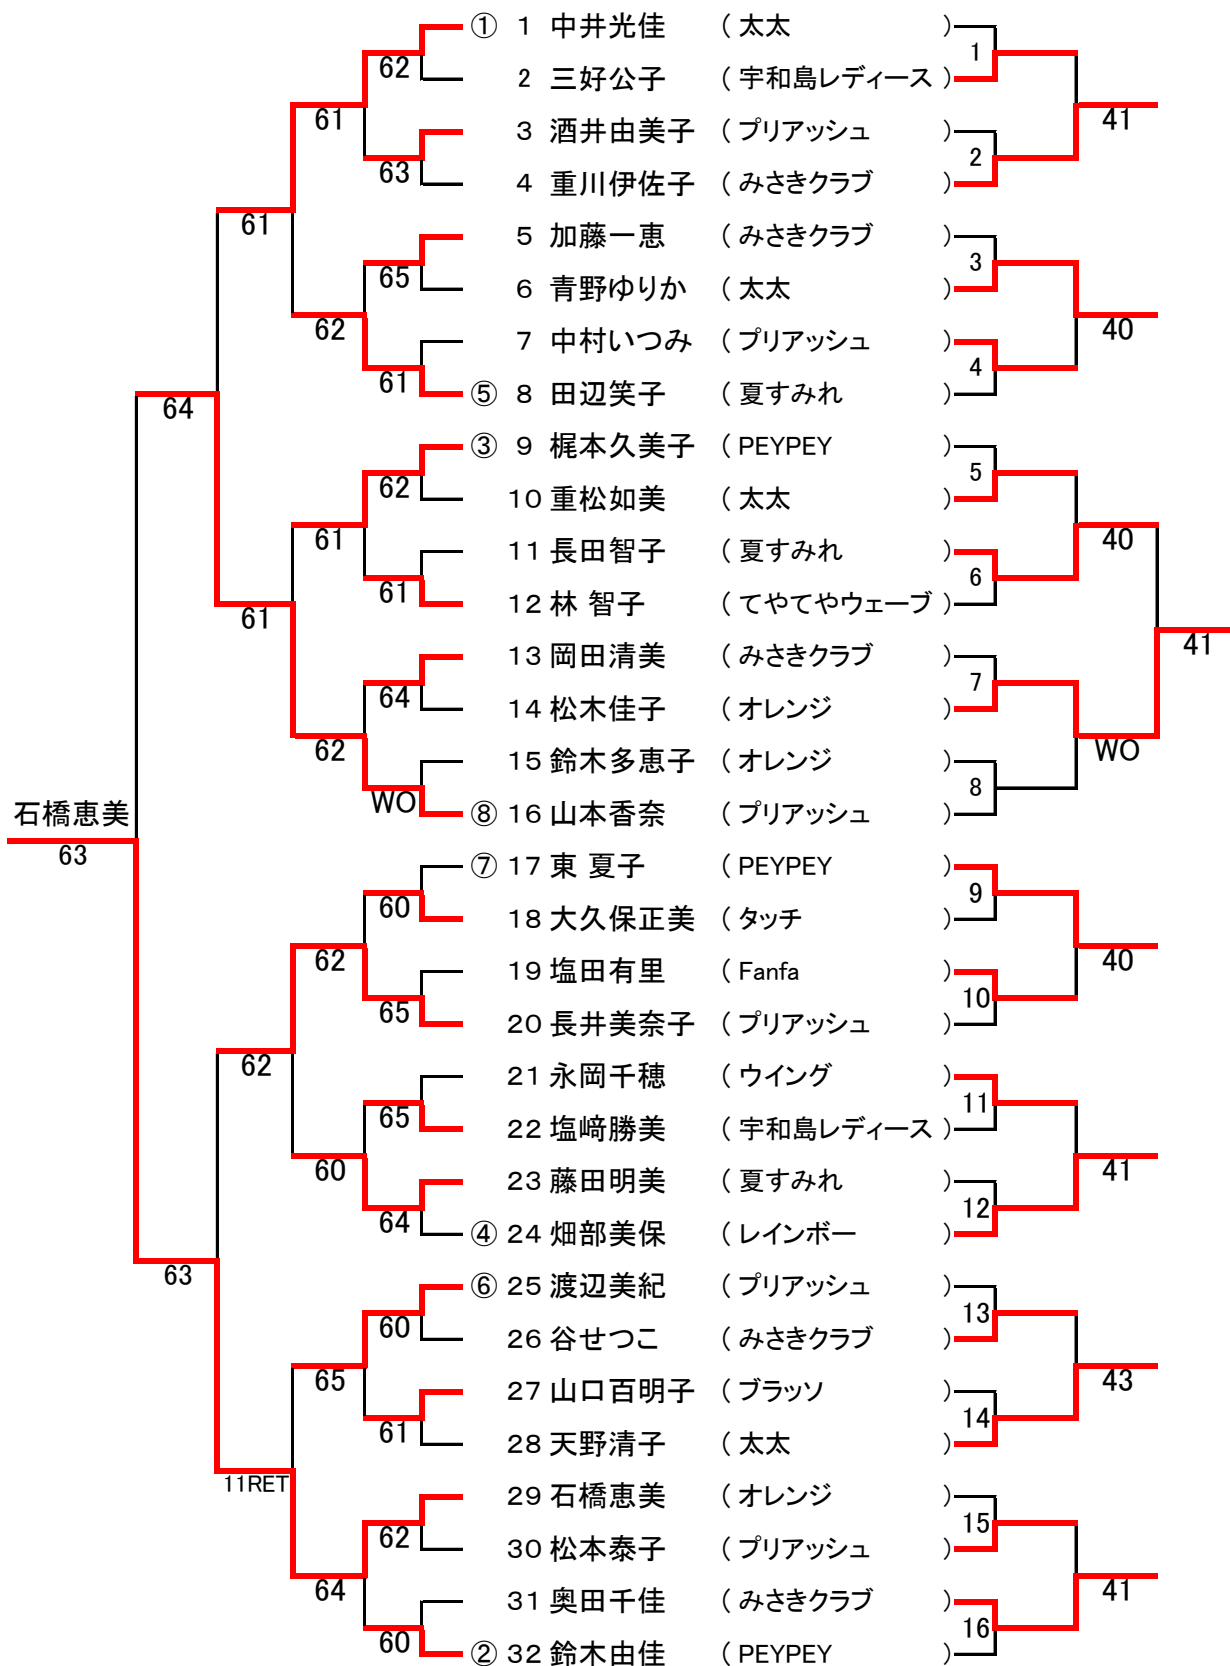 ① 1 中井光佳 ( 太太 ) 1
62
2 三好公子 ( 宇和島レディース )
61 41
3 酒井由美子 ( プリアッシュ ) 2
63
4 重川伊佐子 ( みさきクラブ )
61
5 加藤一恵 ( みさきクラブ ) 3
65
6 青野ゆりか ( 太太 )
62 40
7 中村いつみ ( プリアッシュ ) 4
61
⑤ 8 田辺笑子 ( 夏すみれ )
64
③ 9 梶本久美子 ( PEYPEY ) 5
62
10 重松如美 ( 太太 )
61 40
11 長田智子 ( 夏すみれ ) 6
61
12 林 智子 ( てやてやウェーブ )
61 41
13 岡田清美 ( みさきクラブ ) 7
64
14 松木佳子 ( オレンジ )
62 WO
15 鈴木多恵子 ( オレンジ ) 8
WO
⑧ 16 山本香奈 ( プリアッシュ )
石橋恵美
63
⑦ 17 東 夏子 ( PEYPEY ) 9
60
18 大久保正美 ( タッチ )
62 40
19 塩田有里 ( Fanfa ) 10
65
20 長井美奈子 ( プリアッシュ )
62
21 永岡千穂 ( ウイング ) 11
65
22 塩﨑勝美 ( 宇和島レディース )
60 41
23 藤田明美 ( 夏すみれ ) 12
64
④ 24 畑部美保 ( レインボー )
63
⑥ 25 渡辺美紀 ( プリアッシュ ) 13
60
26 谷せつこ ( みさきクラブ )
65 43
27 山口百明子 ( ブラッソ ) 14
61
28 天野清子 ( 太太 )
11RET
29 石橋恵美 ( オレンジ ) 15
62
30 松本泰子 ( プリアッシュ )
64 41
31 奥田千佳 ( みさきクラブ ) 16
60
② 32 鈴木由佳 ( PEYPEY )